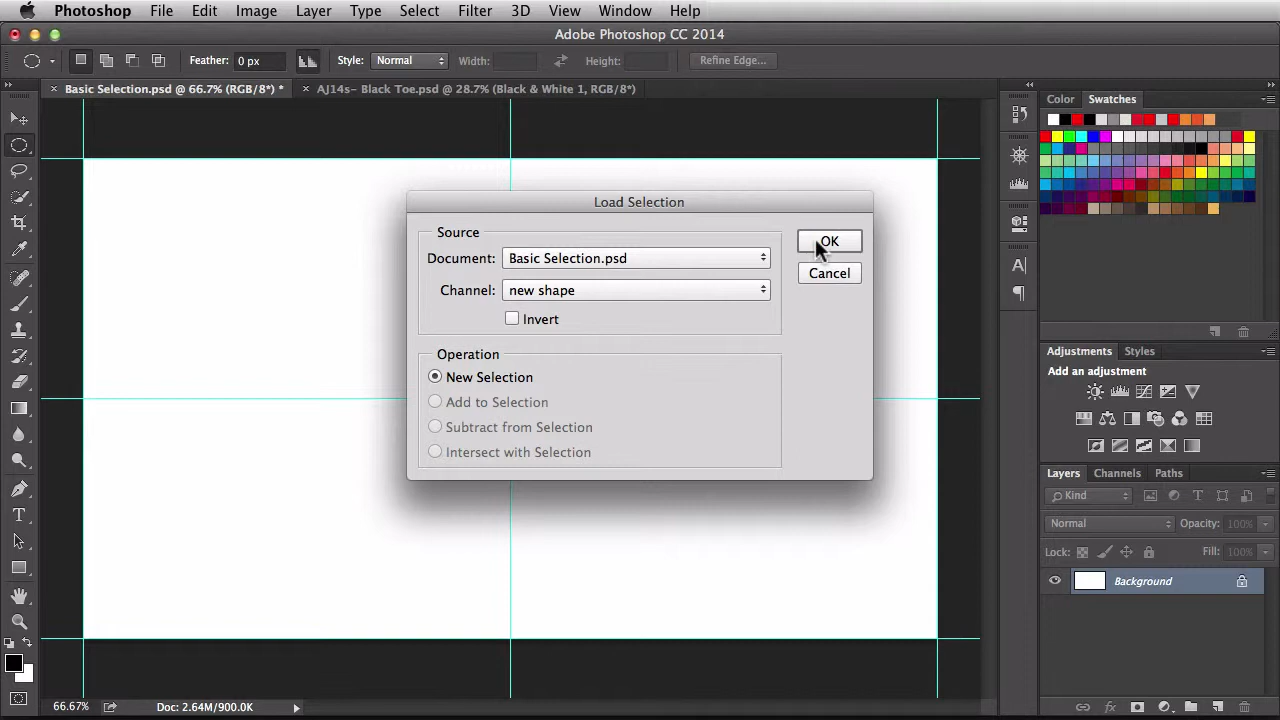 Photoshop File Edit Image Layer Type Select Filter 3D View Window Help
Adobe Photoshop CC 2014
Feather: 0 px Style: Normal Width: Height: Refine Edge...
Basic Selection.psd @ 66.7% (RGB/8*) * AJ14s- Black Toe.psd @ 28.7% (Black & White 1, RGB/8*)
Color Swatches
Load Selection
Source
Document: Basic Selection.psd
Channel: new shape
Invert
OK
Cancel
Operation
New Selection
Add to Selection
Subtract from Selection
Intersect with Selection
Adjustments Styles
Add an adjustment
Layers Channels Paths
Kind
Normal Opacity: 100%
Lock: Fill: 100%
Background
66.67% Doc: 2.64M/900.0K